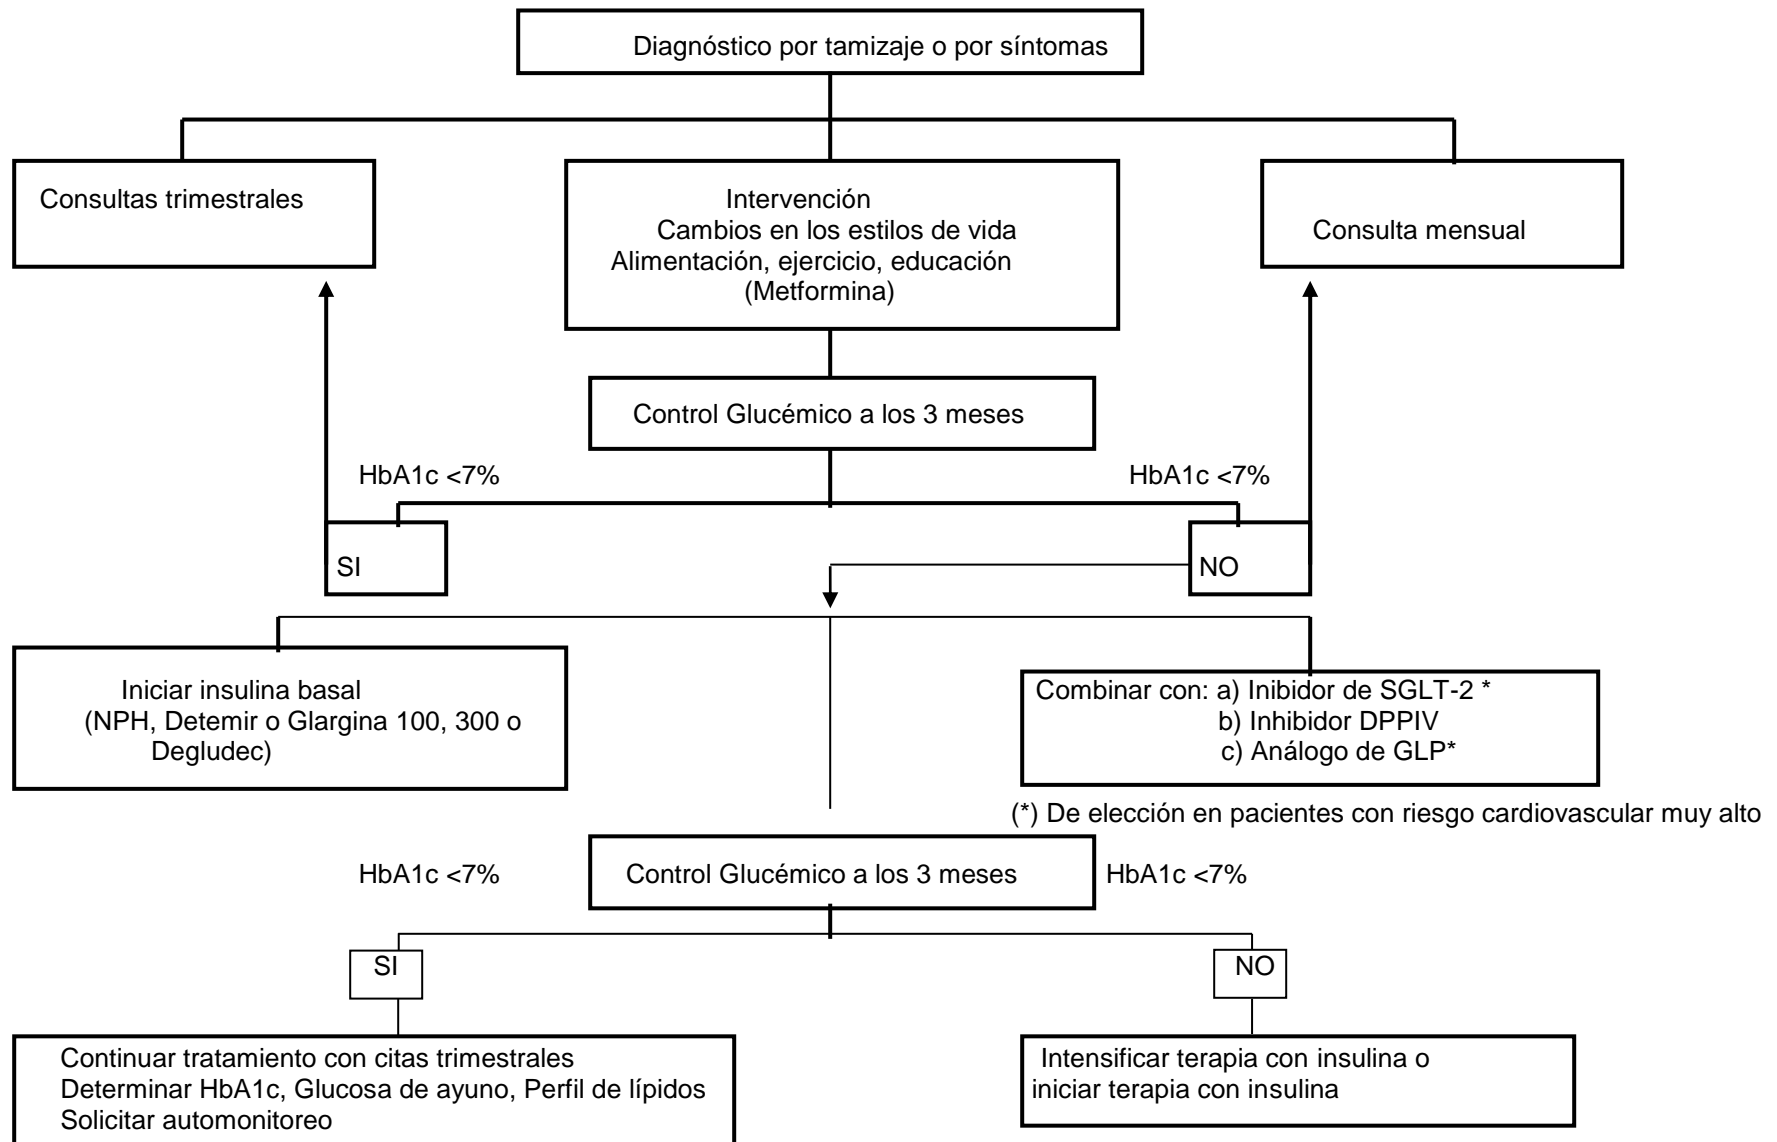 Diagnóstico por tamizaje o por síntomas
Consultas trimestrales
Intervención
Cambios en los estilos de vida
Alimentación, ejercicio, educación
(Metformina)
Consulta mensual
Control Glucémico a los 3 meses
HbA1c <7%
HbA1c <7%
SI
NO
Iniciar insulina basal
(NPH, Detemir o Glargina 100, 300 o
Degludec)
Combinar con: a) Inibidor de SGLT-2 *
b) Inhibidor DPPIV
c) Análogo de GLP*
(*) De elección en pacientes con riesgo cardiovascular muy alto
HbA1c <7%
Control Glucémico a los 3 meses
HbA1c <7%
SI
NO
Continuar tratamiento con citas trimestrales
Determinar HbA1c, Glucosa de ayuno, Perfil de lípidos
Solicitar automonitoreo
Intensificar terapia con insulina o
iniciar terapia con insulina